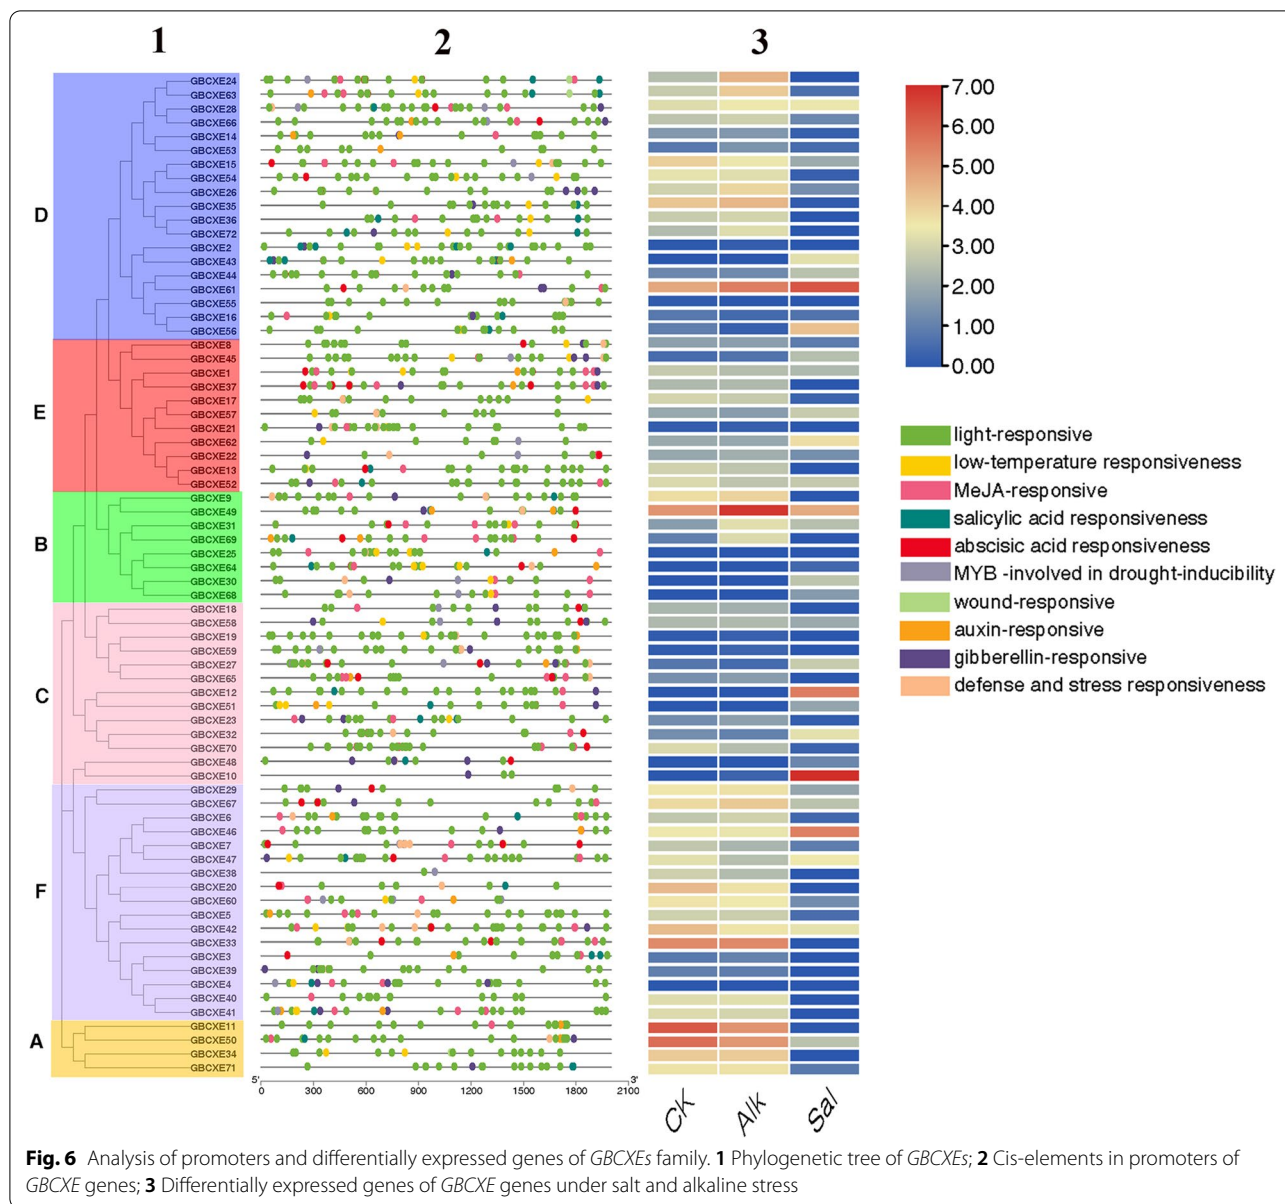 1 2 3
GBCXE24
GBCXE63
GBCXE28
GBCXE66
GBCXE14
GBCXE53
GBCXE15
GBCXE54
GBCXE26
GBCXE35
D
GBCXE36
GBCXE72
GBCXE2
GBCXE43
GBCXE44
GBCXE61
GBCXE55
GBCXE16
GBCXE56
GBCXE8
GBCXE45
GBCXE1
GBCXE37
GBCXE17
E
GBCXE57
GBCXE21
GBCXE62
GBCXE22
GBCXE13
GBCXE52
GBCXE9
GBCXE49
GBCXE31
B
GBCXE69
GBCXE25
GBCXE64
GBCXE30
GBCXE68
GBCXE18
GBCXE58
GBCXE19
GBCXE59
GBCXE27
GBCXE65
C
GBCXE12
GBCXE51
GBCXE23
GBCXE32
GBCXE70
GBCXE48
GBCXE10
GBCXE29
GBCXE67
GBCXE6
GBCXE46
GBCXE7
GBCXE47
GBCXE38
F
GBCXE20
GBCXE60
GBCXE5
GBCXE42
GBCXE33
GBCXE3
GBCXE39
GBCXE4
GBCXE40
GBCXE41
GBCXE11
A
GBCXE50
GBCXE34
GBCXE71
5' 3'
0 300 600 900 1200 1500 1800 2100
Ck Alk Sal
7.00
6.00
5.00
4.00
3.00
2.00
1.00
0.00
light-responsive
low-temperature responsiveness
MeJA-responsive
salicylic acid responsiveness
abscisic acid responsiveness
MYB -involved in drought-inducibility
wound-responsive
auxin-responsive
gibberellin-responsive
defense and stress responsiveness
Fig. 6 Analysis of promoters and differentially expressed genes of GBCXEs family. 1 Phylogenetic tree of GBCXEs; 2 Cis-elements in promoters of
GBCXE genes; 3 Differentially expressed genes of GBCXE genes under salt and alkaline stress